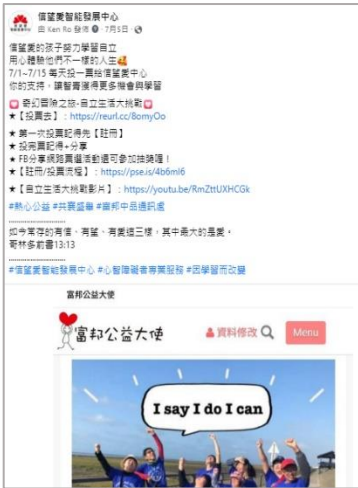 信望愛智能發展中心
由 Ken Ro 發佈 · 7月5日 ·
信望愛的孩子努力學習自立
用心體驗他們不一樣的人生🥰
7/1~7/15 每天投一票給信望愛中心
你的支持，讓智青獲得更多機會與學習
💟 奇幻冒險之旅-自立生活大挑戰 💟
★【投票去】：https://reurl.cc/8omyOo
★ 第一次投票記得先【註冊】
★ 投完票記得+分享
★ FB分享網路票選活動還可參加抽獎喔！
★【註冊/投票流程】：https://pse.is/4b6ml6
★【自立生活大挑戰影片】：https://youtu.be/RmZttUXHCGk
#熱心公益 #共襄盛舉 #富邦中品通訊處
如今常存的有信、有望、有愛這三樣，其中最大的是愛。
哥林多前書13:13
#信望愛智能發展中心 #心智障礙者專業服務 #因學習而改變
富邦公益大使
富邦公益大使 資料修改 Menu
I say I do I can